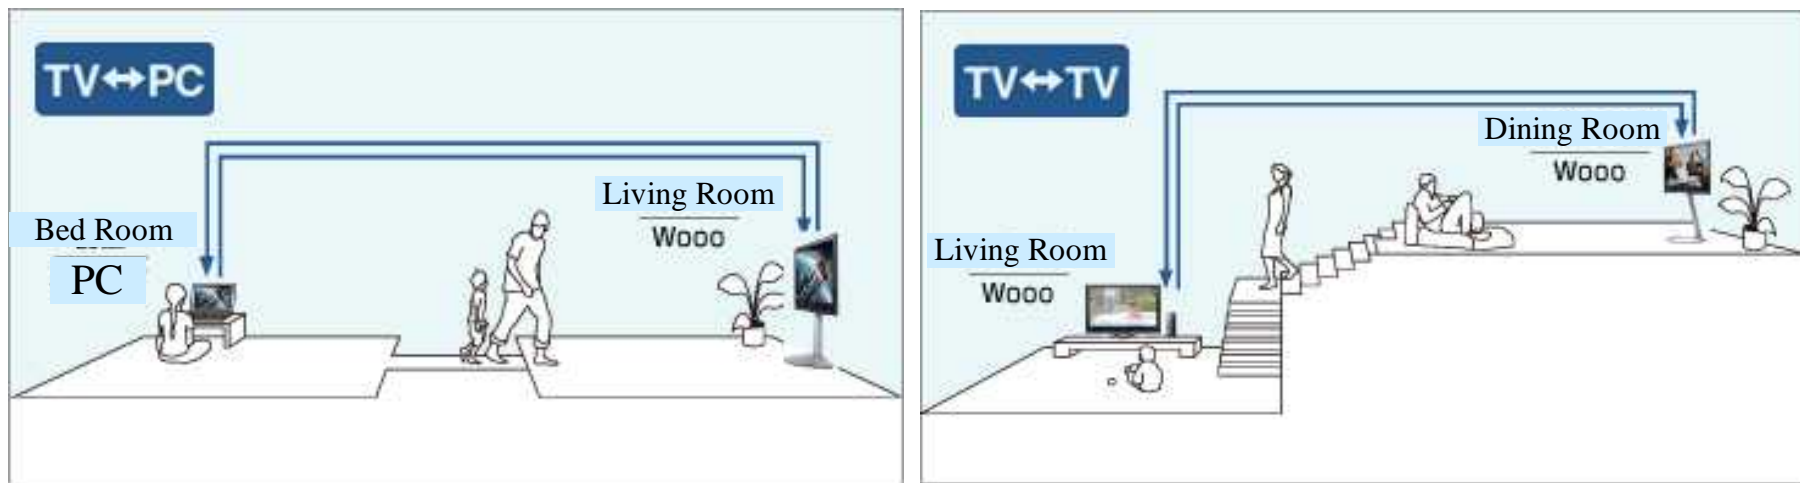 TV↔PC
Living Room
Wooo
Bed Room
PC
TV↔TV
Dining Room
Wooo
Living Room
Wooo